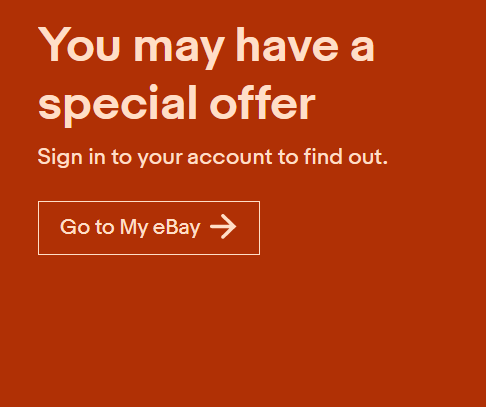 You may have a
special offer
Sign in to your account to find out.
Go to My eBay